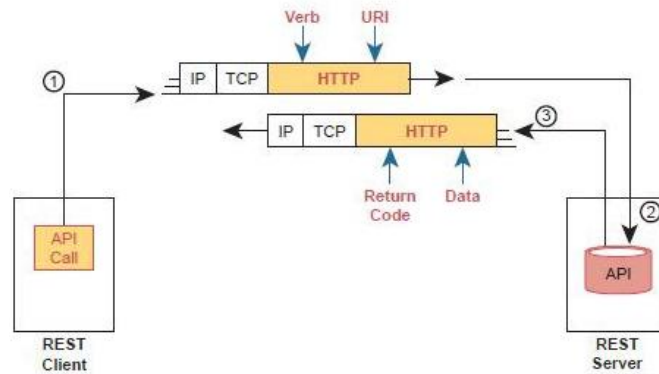 Verb URI
① IP TCP HTTP
IP TCP HTTP ③
Return
Code
Data
②
API
Call
API
REST
Client
REST
Server